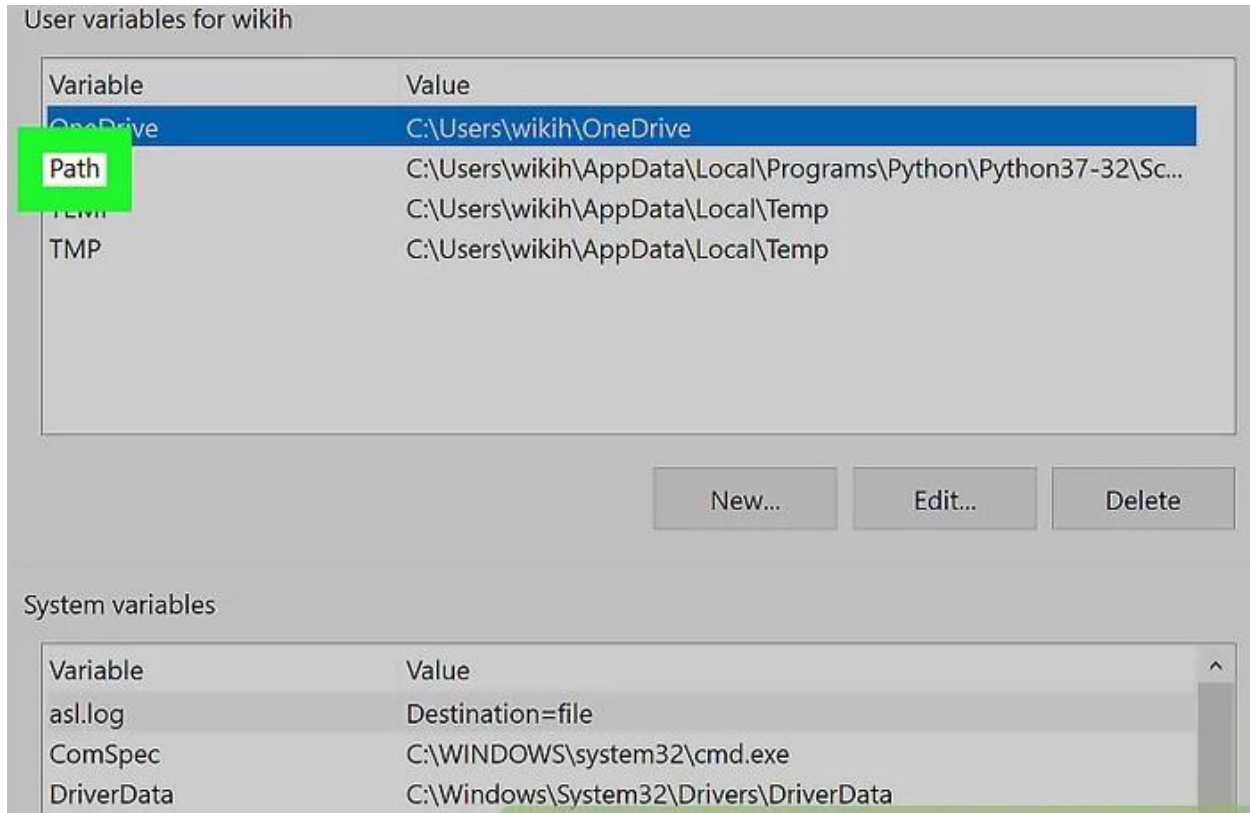 User variables for wikih
Variable Value
OneDrive C:\Users\wikih\OneDrive
Path C:\Users\wikih\AppData\Local\Programs\Python\Python37-32\Sc...
TEMP C:\Users\wikih\AppData\Local\Temp
TMP C:\Users\wikih\AppData\Local\Temp
New... Edit... Delete
System variables
Variable Value
asl.log Destination=file
ComSpec C:\WINDOWS\system32\cmd.exe
DriverData C:\Windows\System32\Drivers\DriverData